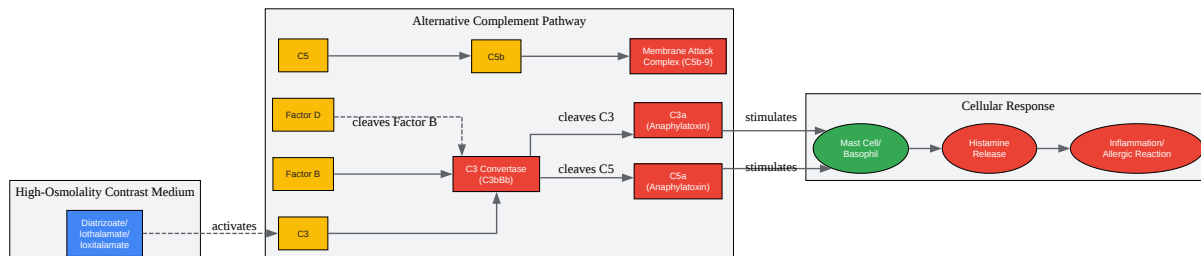 Alternative Complement Pathway
C5
C5b
Membrane Attack
Complex (C5b-9)
Factor D
cleaves Factor B
cleaves C3
C3a
(Anaphylatoxin)
stimulates
Factor B
C3 Convertase
(C3bBb)
cleaves C5
C5a
(Anaphylatoxin)
stimulates
C3
Cellular Response
Mast Cell/
Basophil
Histamine
Release
Inflammation/
Allergic Reaction
High-Osmolality Contrast Medium
Diatrizoate/
Iothalamate/
Ioxitalamate
activates